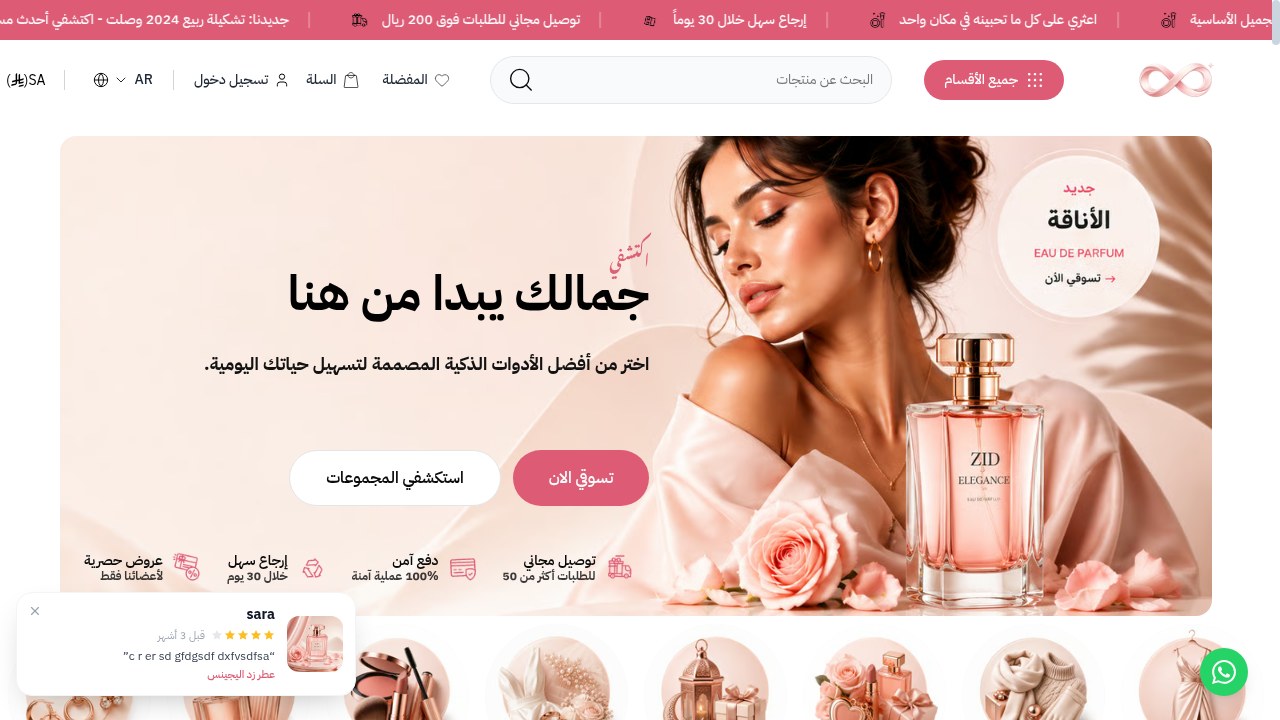 جميل الأساسية
اعثري على كل ما تحبينه في مكان واحد
إرجاع سهل خلال 30 يوماً
توصيل مجاني للطلبات فوق 200 ريال
جديدنا: تشكيلة ربيع 2024 وصلت - اكتشفي أحدث
جميع الأقسام
البحث عن منتجات
المفضلة
السلة
تسجيل دخول
AR
SA()
جديد
الأناقة
EAU DE PARFUM
تسوقي الأن →
اكتشفي
جمالك يبدا من هنا
اختر من أفضل الأدوات الذكية المصممة لتسهيل حياتك اليومية.
تسوقي الان
استكشفي المجموعات
ZID
ELEGANCE
توصيل مجاني
للطلبات أكثر من 50
دفع آمن
100% عملية آمنة
إرجاع سهل
خلال 30 يوم
عروض حصرية
لأعضائنا فقط
sara
قبل 3 أشهر
“c r er sd gfdgsdf dxfvsdfsa”
عطر زد اليجينس